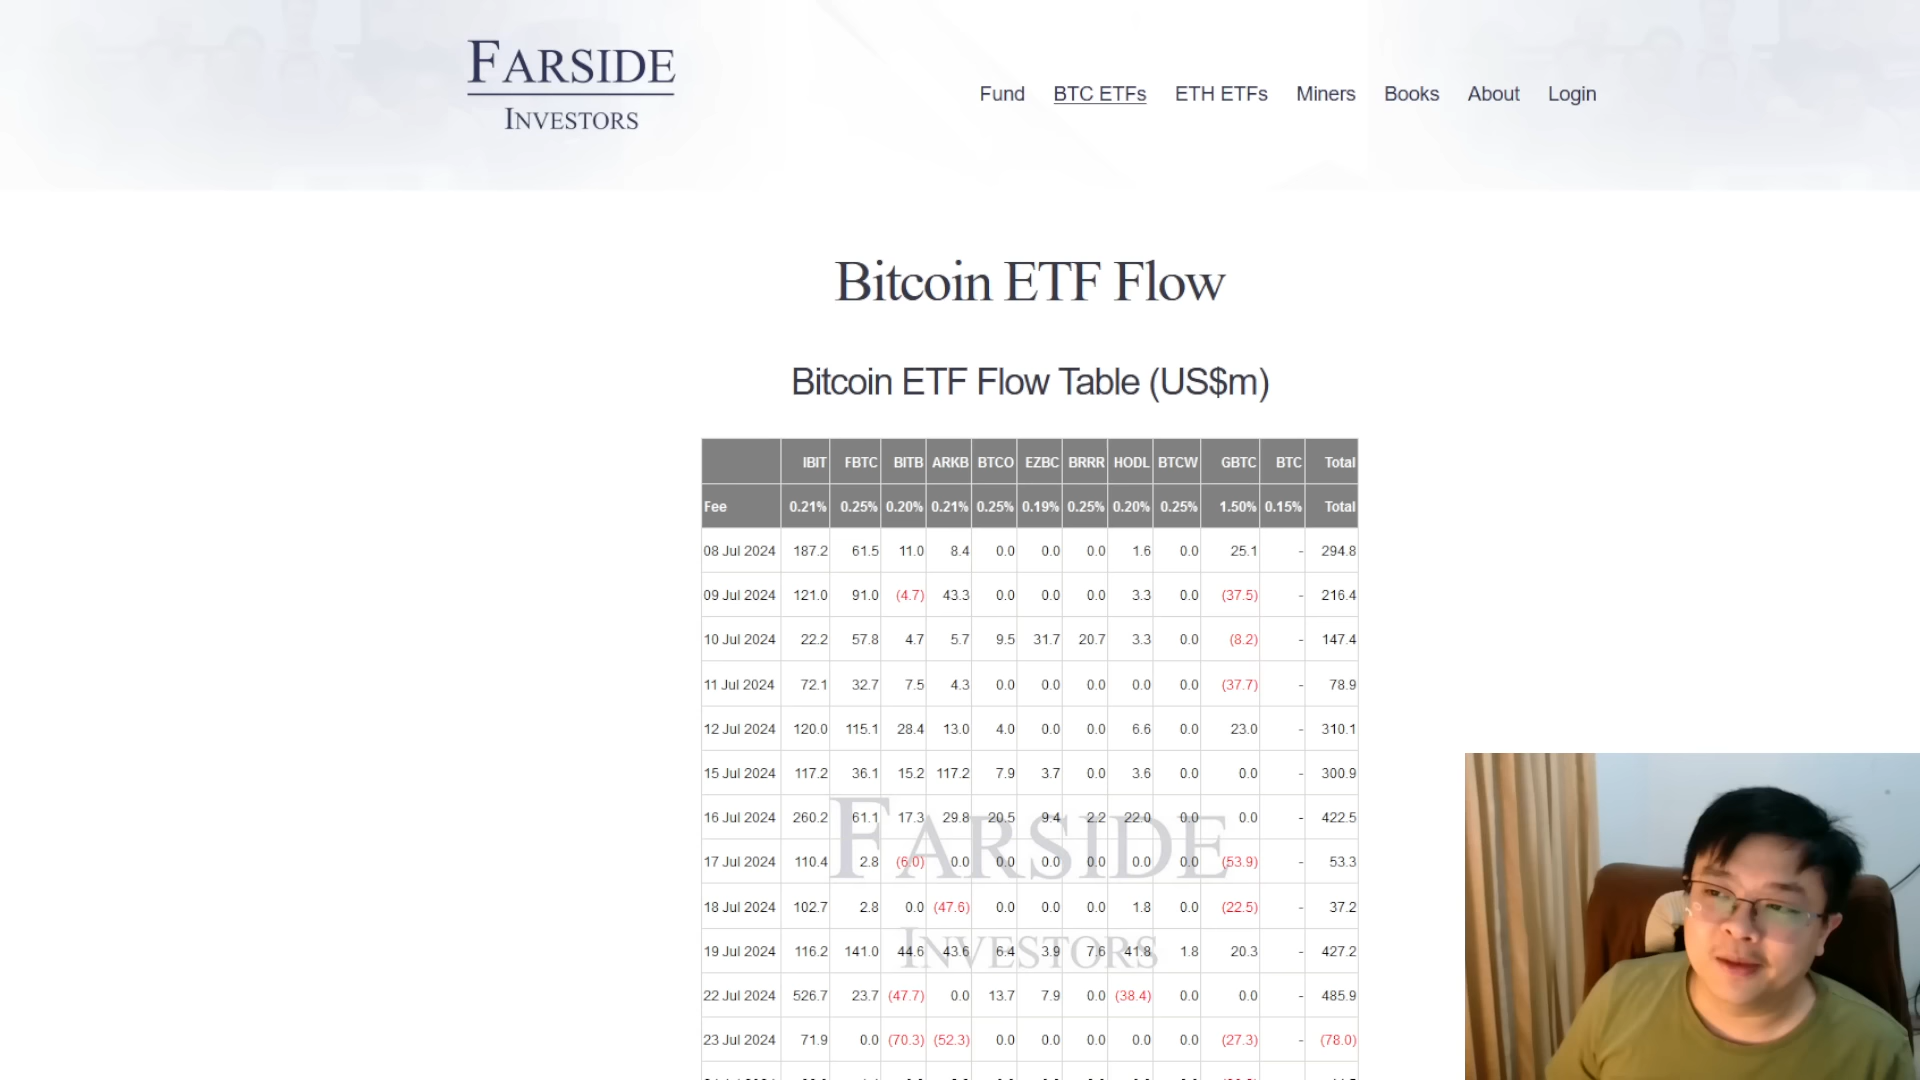 FARSIDE
INVESTORS
Fund BTC ETFs ETH ETFs Miners Books About Login
Bitcoin ETF Flow
Bitcoin ETF Flow Table (US$m)
IBIT FBTC BITB ARKB BTCO EZBC BRRR HODL BTCW GBTC BTC Total
Fee 0.21% 0.25% 0.20% 0.21% 0.25% 0.19% 0.25% 0.20% 0.25% 1.50% 0.15% Total
08 Jul 2024 187.2 61.5 11.0 8.4 0.0 0.0 0.0 1.6 0.0 25.1 - 294.8
09 Jul 2024 121.0 91.0 (4.7) 43.3 0.0 0.0 0.0 3.3 0.0 (37.5) - 216.4
10 Jul 2024 22.2 57.8 4.7 5.7 9.5 31.7 20.7 3.3 0.0 (8.2) - 147.4
11 Jul 2024 72.1 32.7 7.5 4.3 0.0 0.0 0.0 0.0 0.0 (37.7) - 78.9
12 Jul 2024 120.0 115.1 28.4 13.0 4.0 0.0 0.0 6.6 0.0 23.0 - 310.1
15 Jul 2024 117.2 36.1 15.2 117.2 7.9 3.7 0.0 3.6 0.0 0.0 - 300.9
16 Jul 2024 260.2 61.1 17.3 29.8 20.5 9.4 2.2 22.0 0.0 0.0 - 422.5
FARSIDE
17 Jul 2024 110.4 2.8 (6.0) 0.0 0.0 0.0 0.0 0.0 0.0 (53.9) - 53.3
18 Jul 2024 102.7 2.8 0.0 (47.6) 0.0 0.0 0.0 1.8 0.0 (22.5) - 37.2
INVESTORS
19 Jul 2024 116.2 141.0 44.6 43.6 6.4 3.9 7.6 41.8 1.8 20.3 - 427.2
22 Jul 2024 526.7 23.7 (47.7) 0.0 13.7 7.9 0.0 (38.4) 0.0 0.0 - 485.9
23 Jul 2024 71.9 0.0 (70.3) (52.3) 0.0 0.0 0.0 0.0 0.0 (27.3) - (78.0)